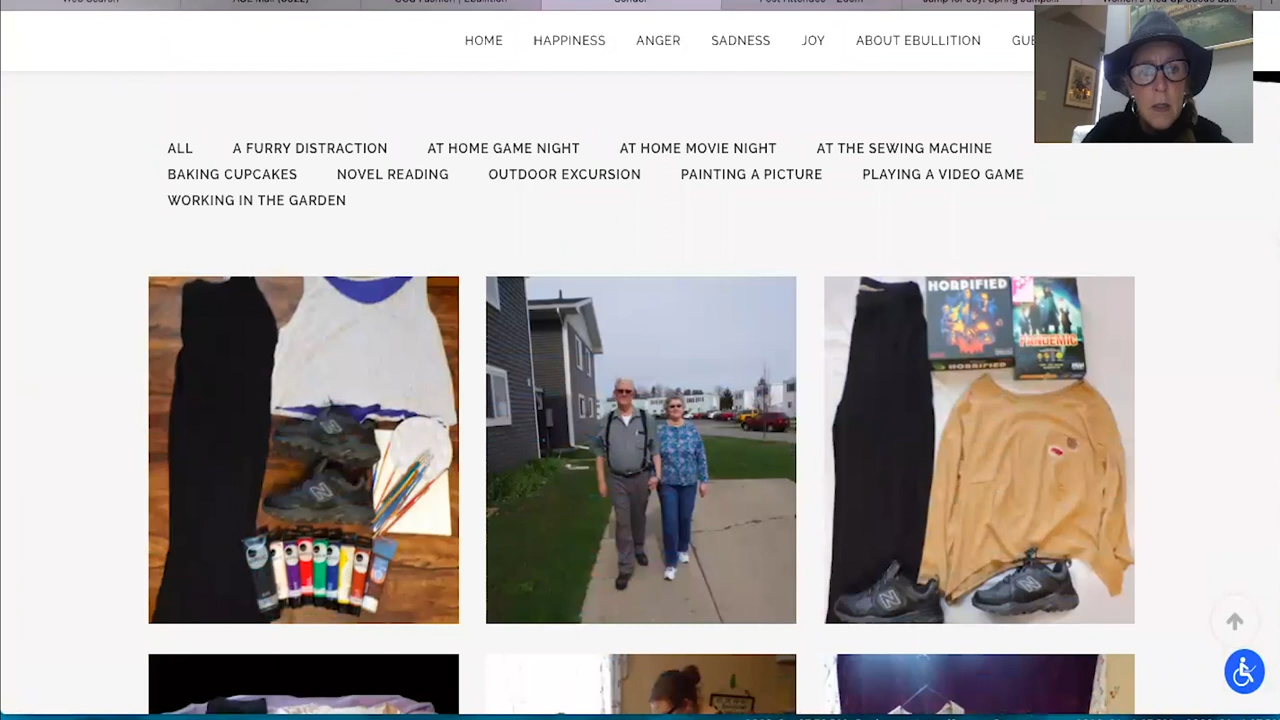 HOME HAPPINESS ANGER SADNESS JOY ABOUT EBULLITION
ALL A FURRY DISTRACTION AT HOME GAME NIGHT AT HOME MOVIE NIGHT AT THE SEWING MACHINE
BAKING CUPCAKES NOVEL READING OUTDOOR EXCURSION PAINTING A PICTURE PLAYING A VIDEO GAME
WORKING IN THE GARDEN
HORRIFIED
PANDEMIC
HORRIFIED
N
N
N
N